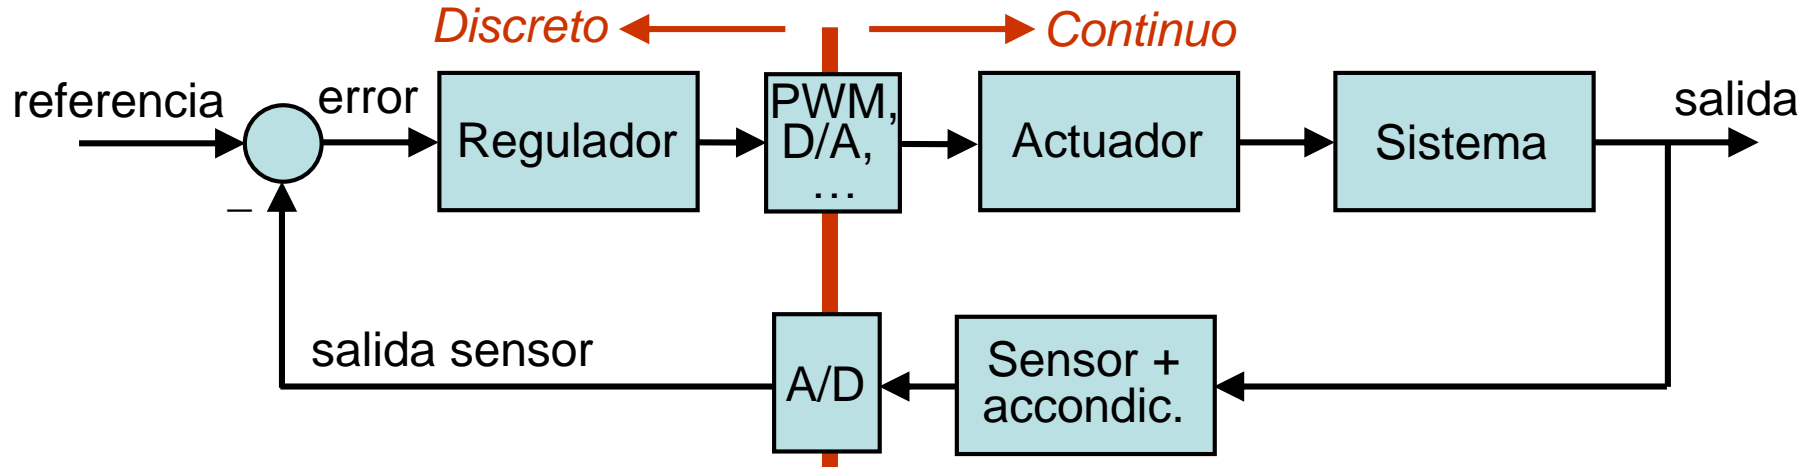 Discreto
Continuo
referencia
error
Regulador
PWM,
D/A,
…
Actuador
Sistema
salida
–
salida sensor
A/D
Sensor +
accondic.